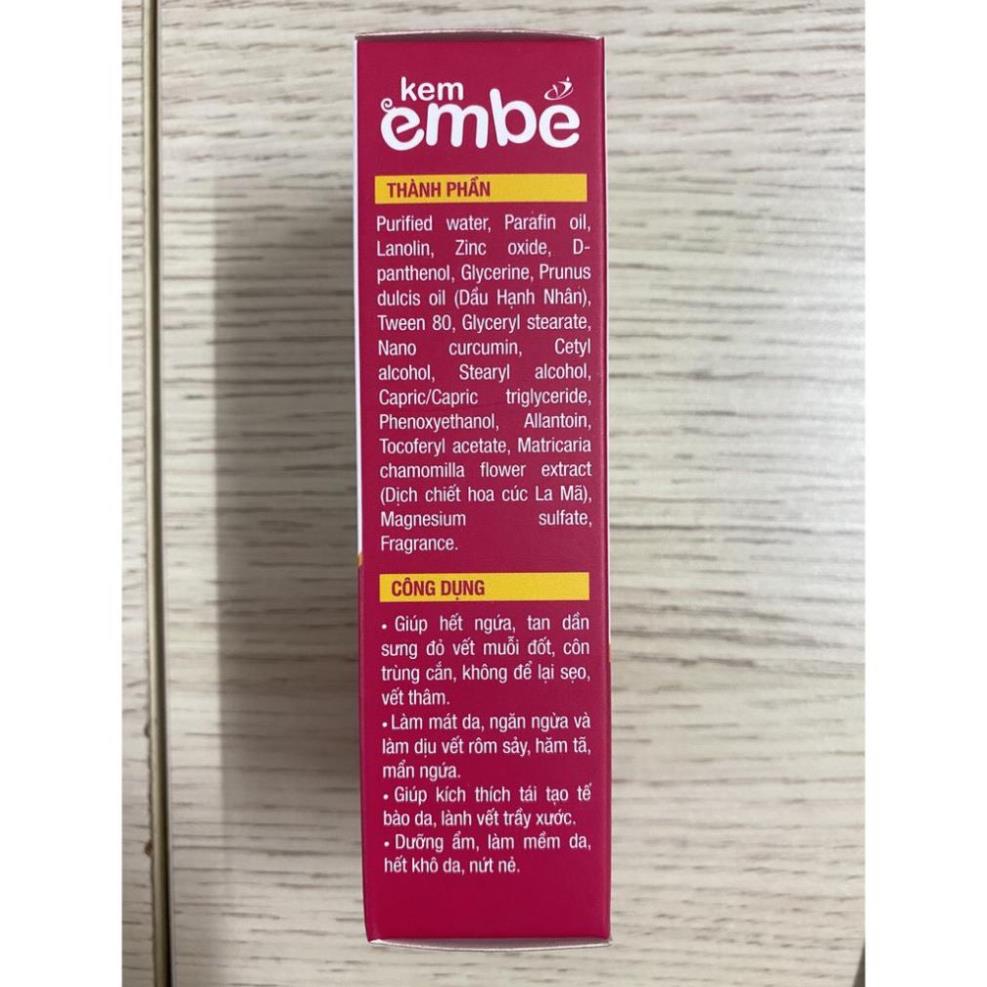 kem
embé
THÀNH PHẦN
Purified water, Parafin oil,
Lanolin, Zinc oxide, D-
panthenol, Glycerine, Prunus
dulcis oil (Dầu Hạnh Nhân),
Tween 80, Glyceryl stearate,
Nano curcumin, Cetyl
alcohol, Stearyl alcohol,
Capric/Capric triglyceride,
Phenoxyethanol, Allantoin,
Tocoferyl acetate, Matricaria
chamomilla flower extract
(Dịch chiết hoa cúc La Mã),
Magnesium sulfate,
Fragrance.
CÔNG DỤNG
• Giúp hết ngứa, tan dần
sưng đỏ vết muỗi đốt, côn
trùng cắn, không để lại sẹo,
vết thâm.
• Làm mát da, ngăn ngừa và
làm dịu vết rôm sảy, hăm tã,
mẩn ngứa.
• Giúp kích thích tái tạo tế
bào da, lành vết trầy xước.
• Dưỡng ẩm, làm mềm da,
hết khô da, nứt nẻ.